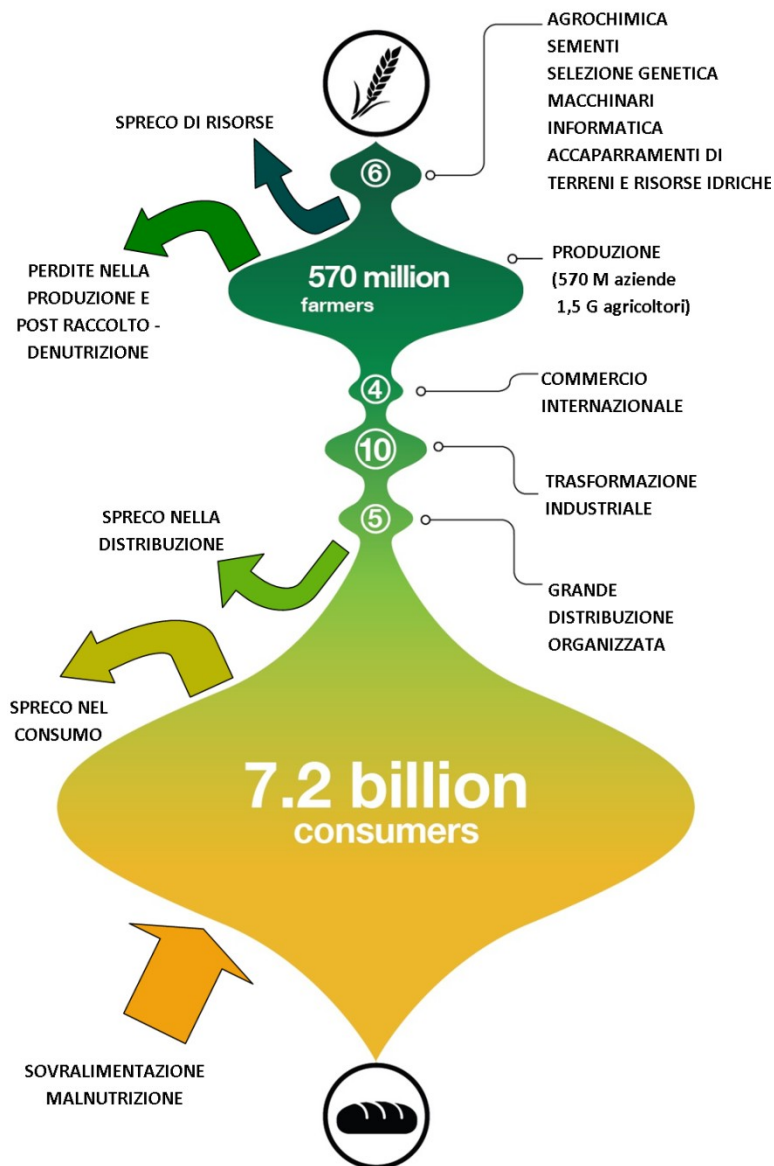 AGROCHIMICA
SEMENTI
SELEZIONE GENETICA
MACCHINARI
INFORMATICA
ACCAPARRAMENTI DI
TERRENI E RISORSE IDRICHE
SPRECO DI RISORSE
6
PERDITE NELLA
PRODUZIONE E
POST RACCOLTO -
DENUTRIZIONE
570 million
farmers
PRODUZIONE
(570 M aziende
1,5 G agricoltori)
4
COMMERCIO
INTERNAZIONALE
10
TRASFORMAZIONE
INDUSTRIALE
5
SPRECO NELLA
DISTRIBUZIONE
GRANDE
DISTRIBUZIONE
ORGANIZZATA
SPRECO NEL
CONSUMO
7.2 billion
consumers
SOVRALIMENTAZIONE
MALNUTRIZIONE